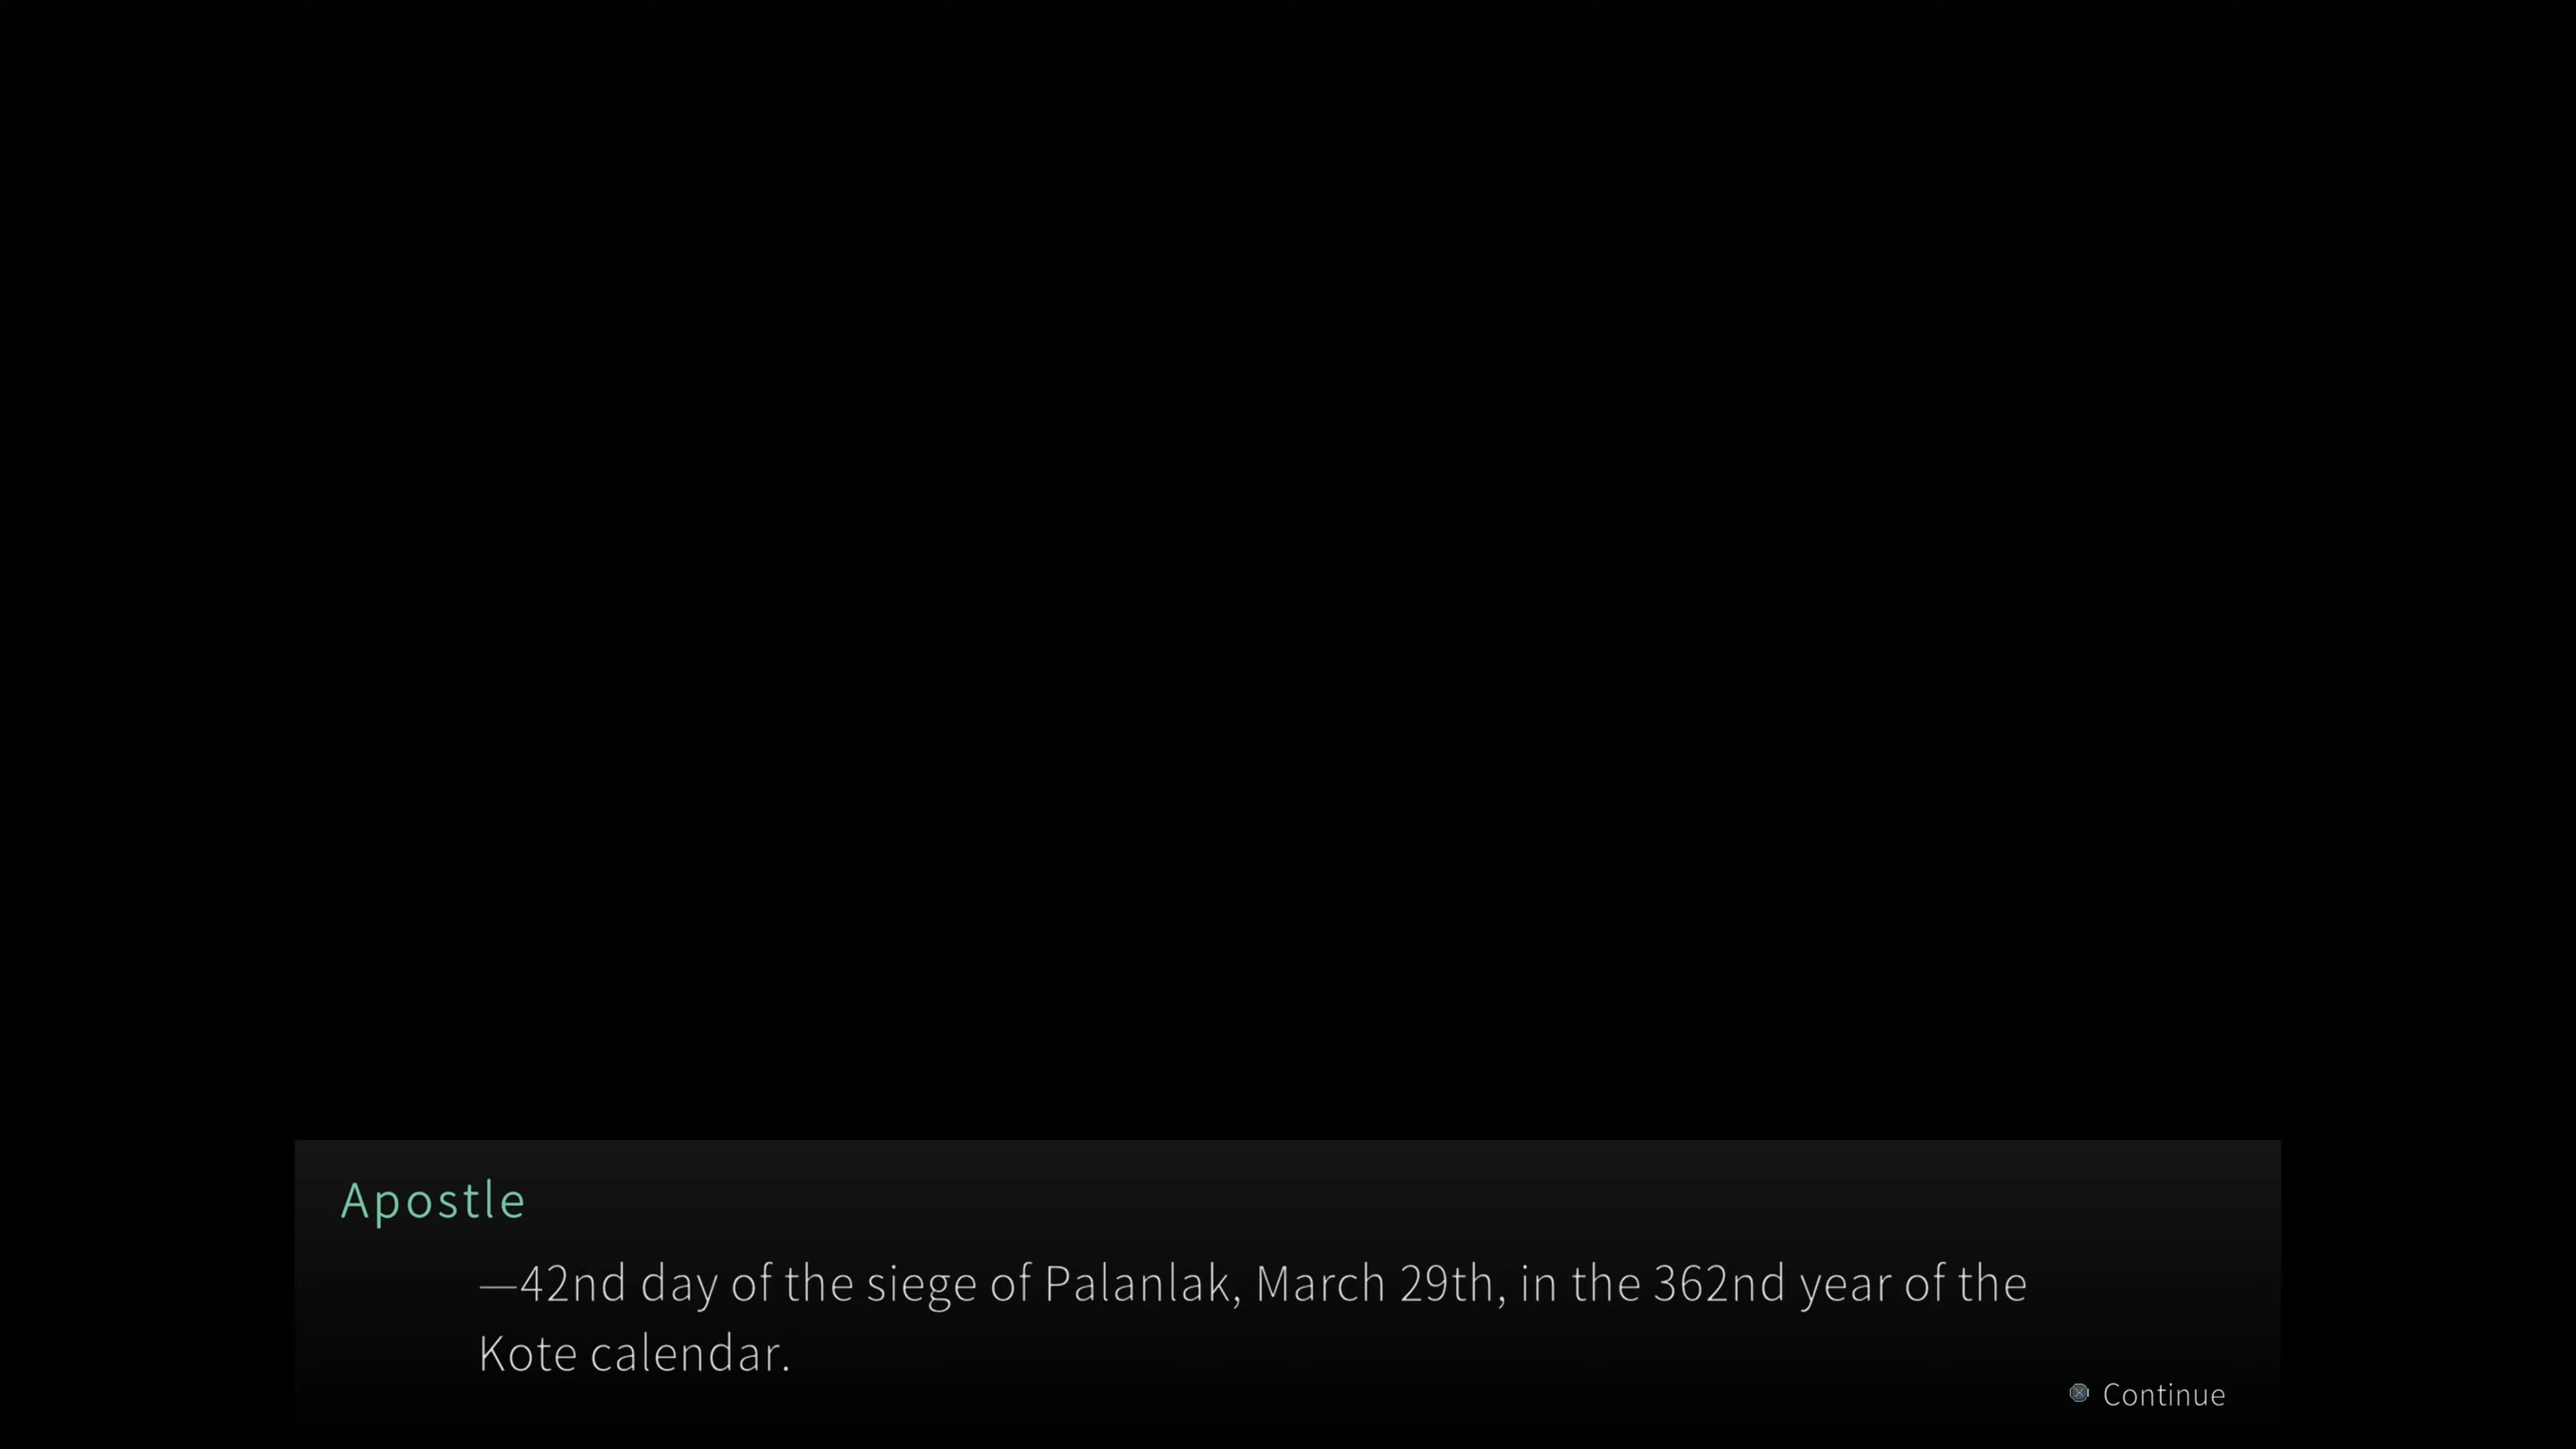 Apostle
—42nd day of the siege of Palanlak, March 29th, in the 362nd year of the
Kote calendar.
Continue